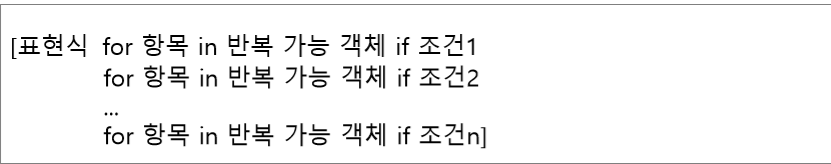 [표현식 for 항목 in 반복 가능 객체 if 조건1
for 항목 in 반복 가능 객체 if 조건2
...
for 항목 in 반복 가능 객체 if 조건n]